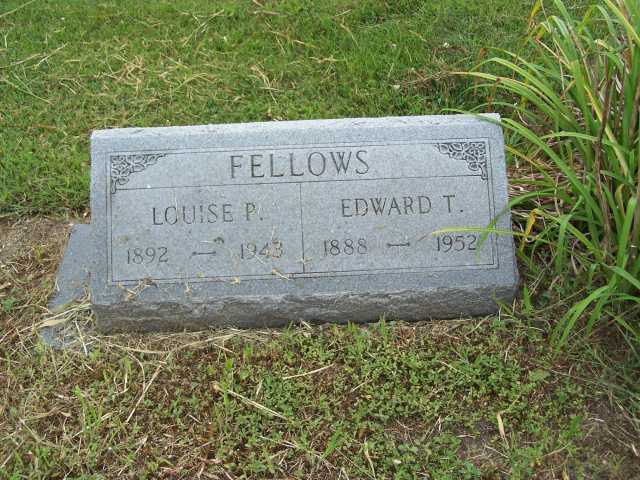 FELLOWS
LOUISE P.
1892 — 1943
EDWARD T.
1888 — 1952